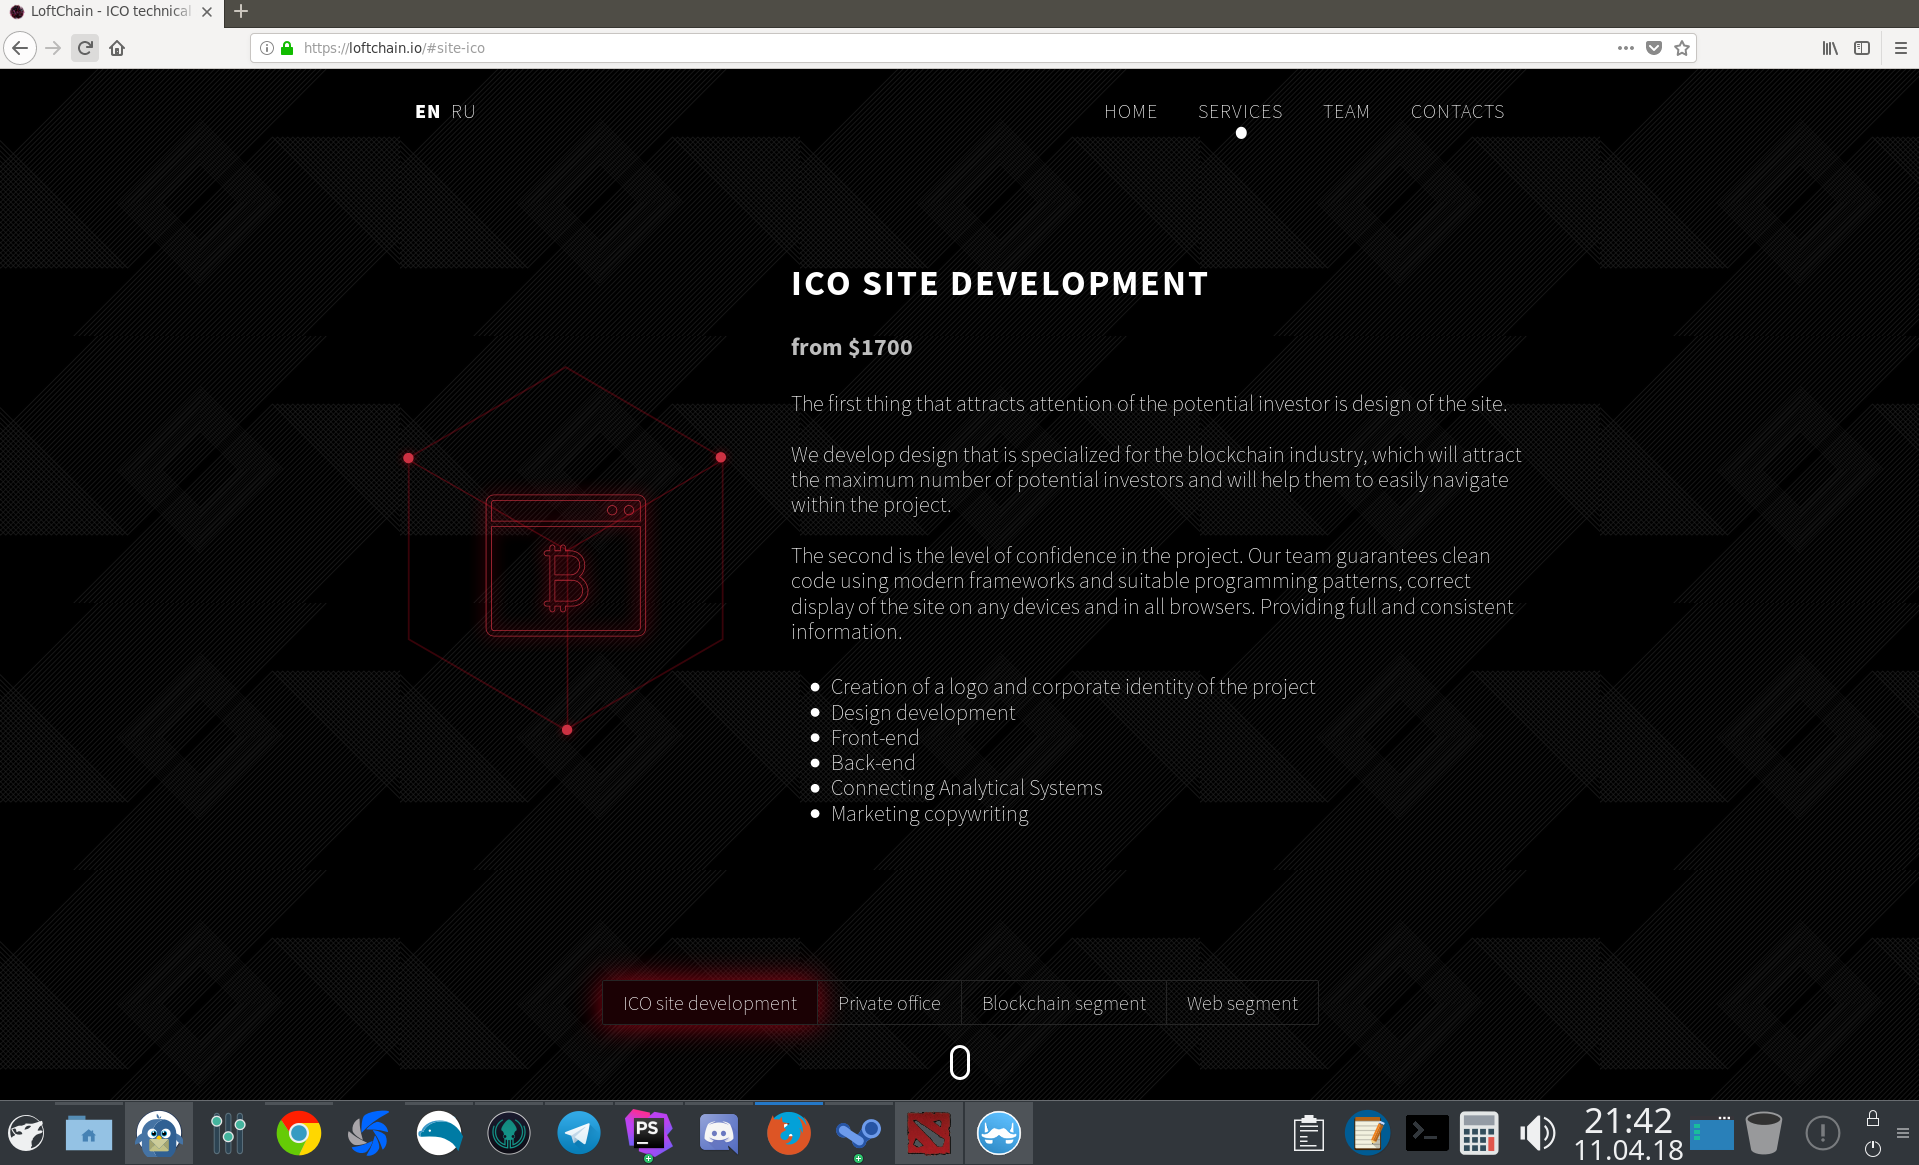 LoftChain - ICO technical
https://loftchain.io/#site-ico
EN RU
HOME SERVICES TEAM CONTACTS
ICO SITE DEVELOPMENT
from $1700
The first thing that attracts attention of the potential investor is design of the site.
We develop design that is specialized for the blockchain industry, which will attract
the maximum number of potential investors and will help them to easily navigate
within the project.
The second is the level of confidence in the project. Our team guarantees clean
code using modern frameworks and suitable programming patterns, correct
display of the site on any devices and in all browsers. Providing full and consistent
information.
Creation of a logo and corporate identity of the project
Design development
Front-end
Back-end
Connecting Analytical Systems
Marketing copywriting
ICO site development Private office Blockchain segment Web segment
PS
21:42
11.04.18